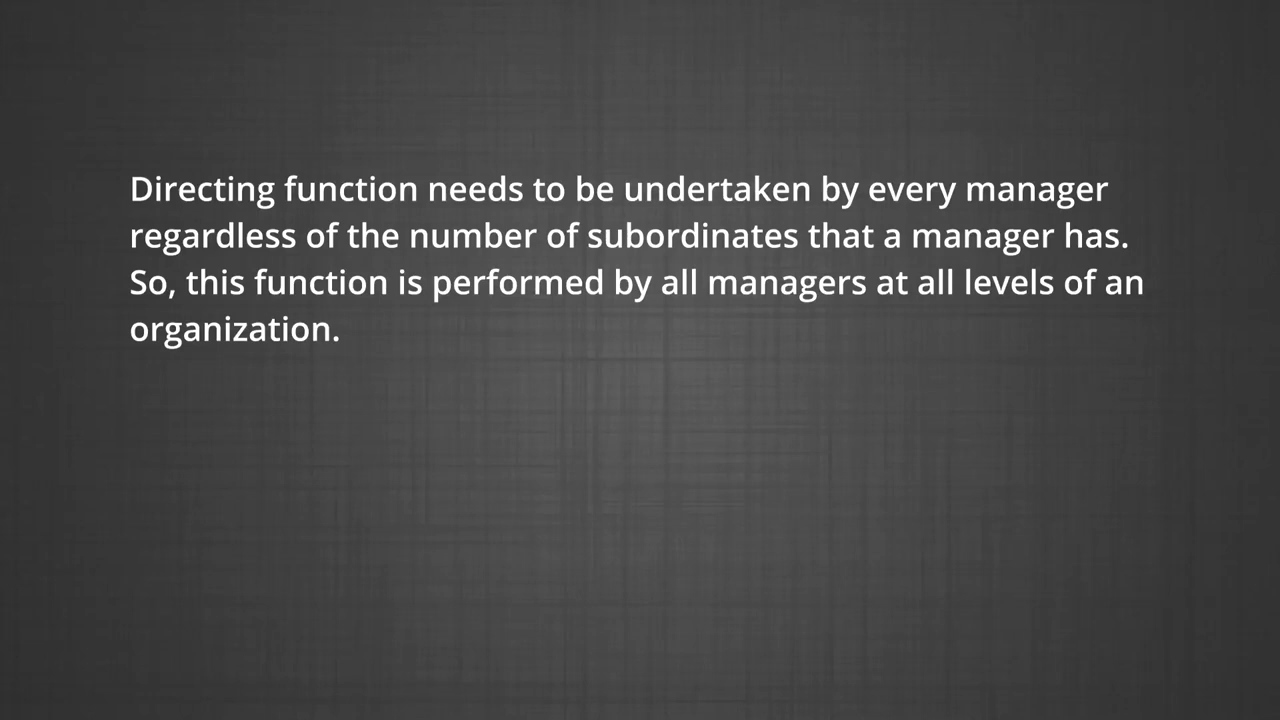 Directing function needs to be undertaken by every manager
regardless of the number of subordinates that a manager has.
So, this function is performed by all managers at all levels of an
organization.